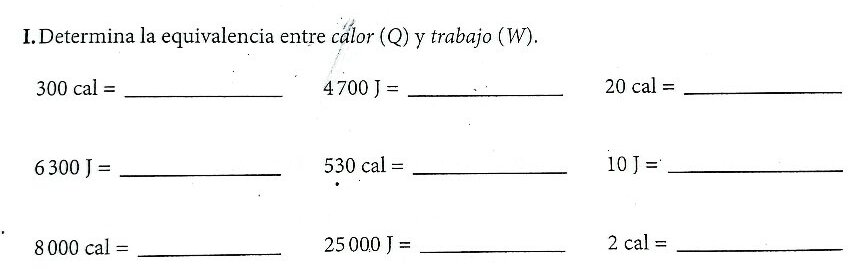 I. Determina la equivalencia entre calor (Q) y trabajo (W).
300 cal = ____________ 4 700 J = ____________ 20 cal = ____________
6 300 J = ____________ 530 cal = ____________ 10 J = ____________
8 000 cal = ____________ 25 000 J = ____________ 2 cal = ____________